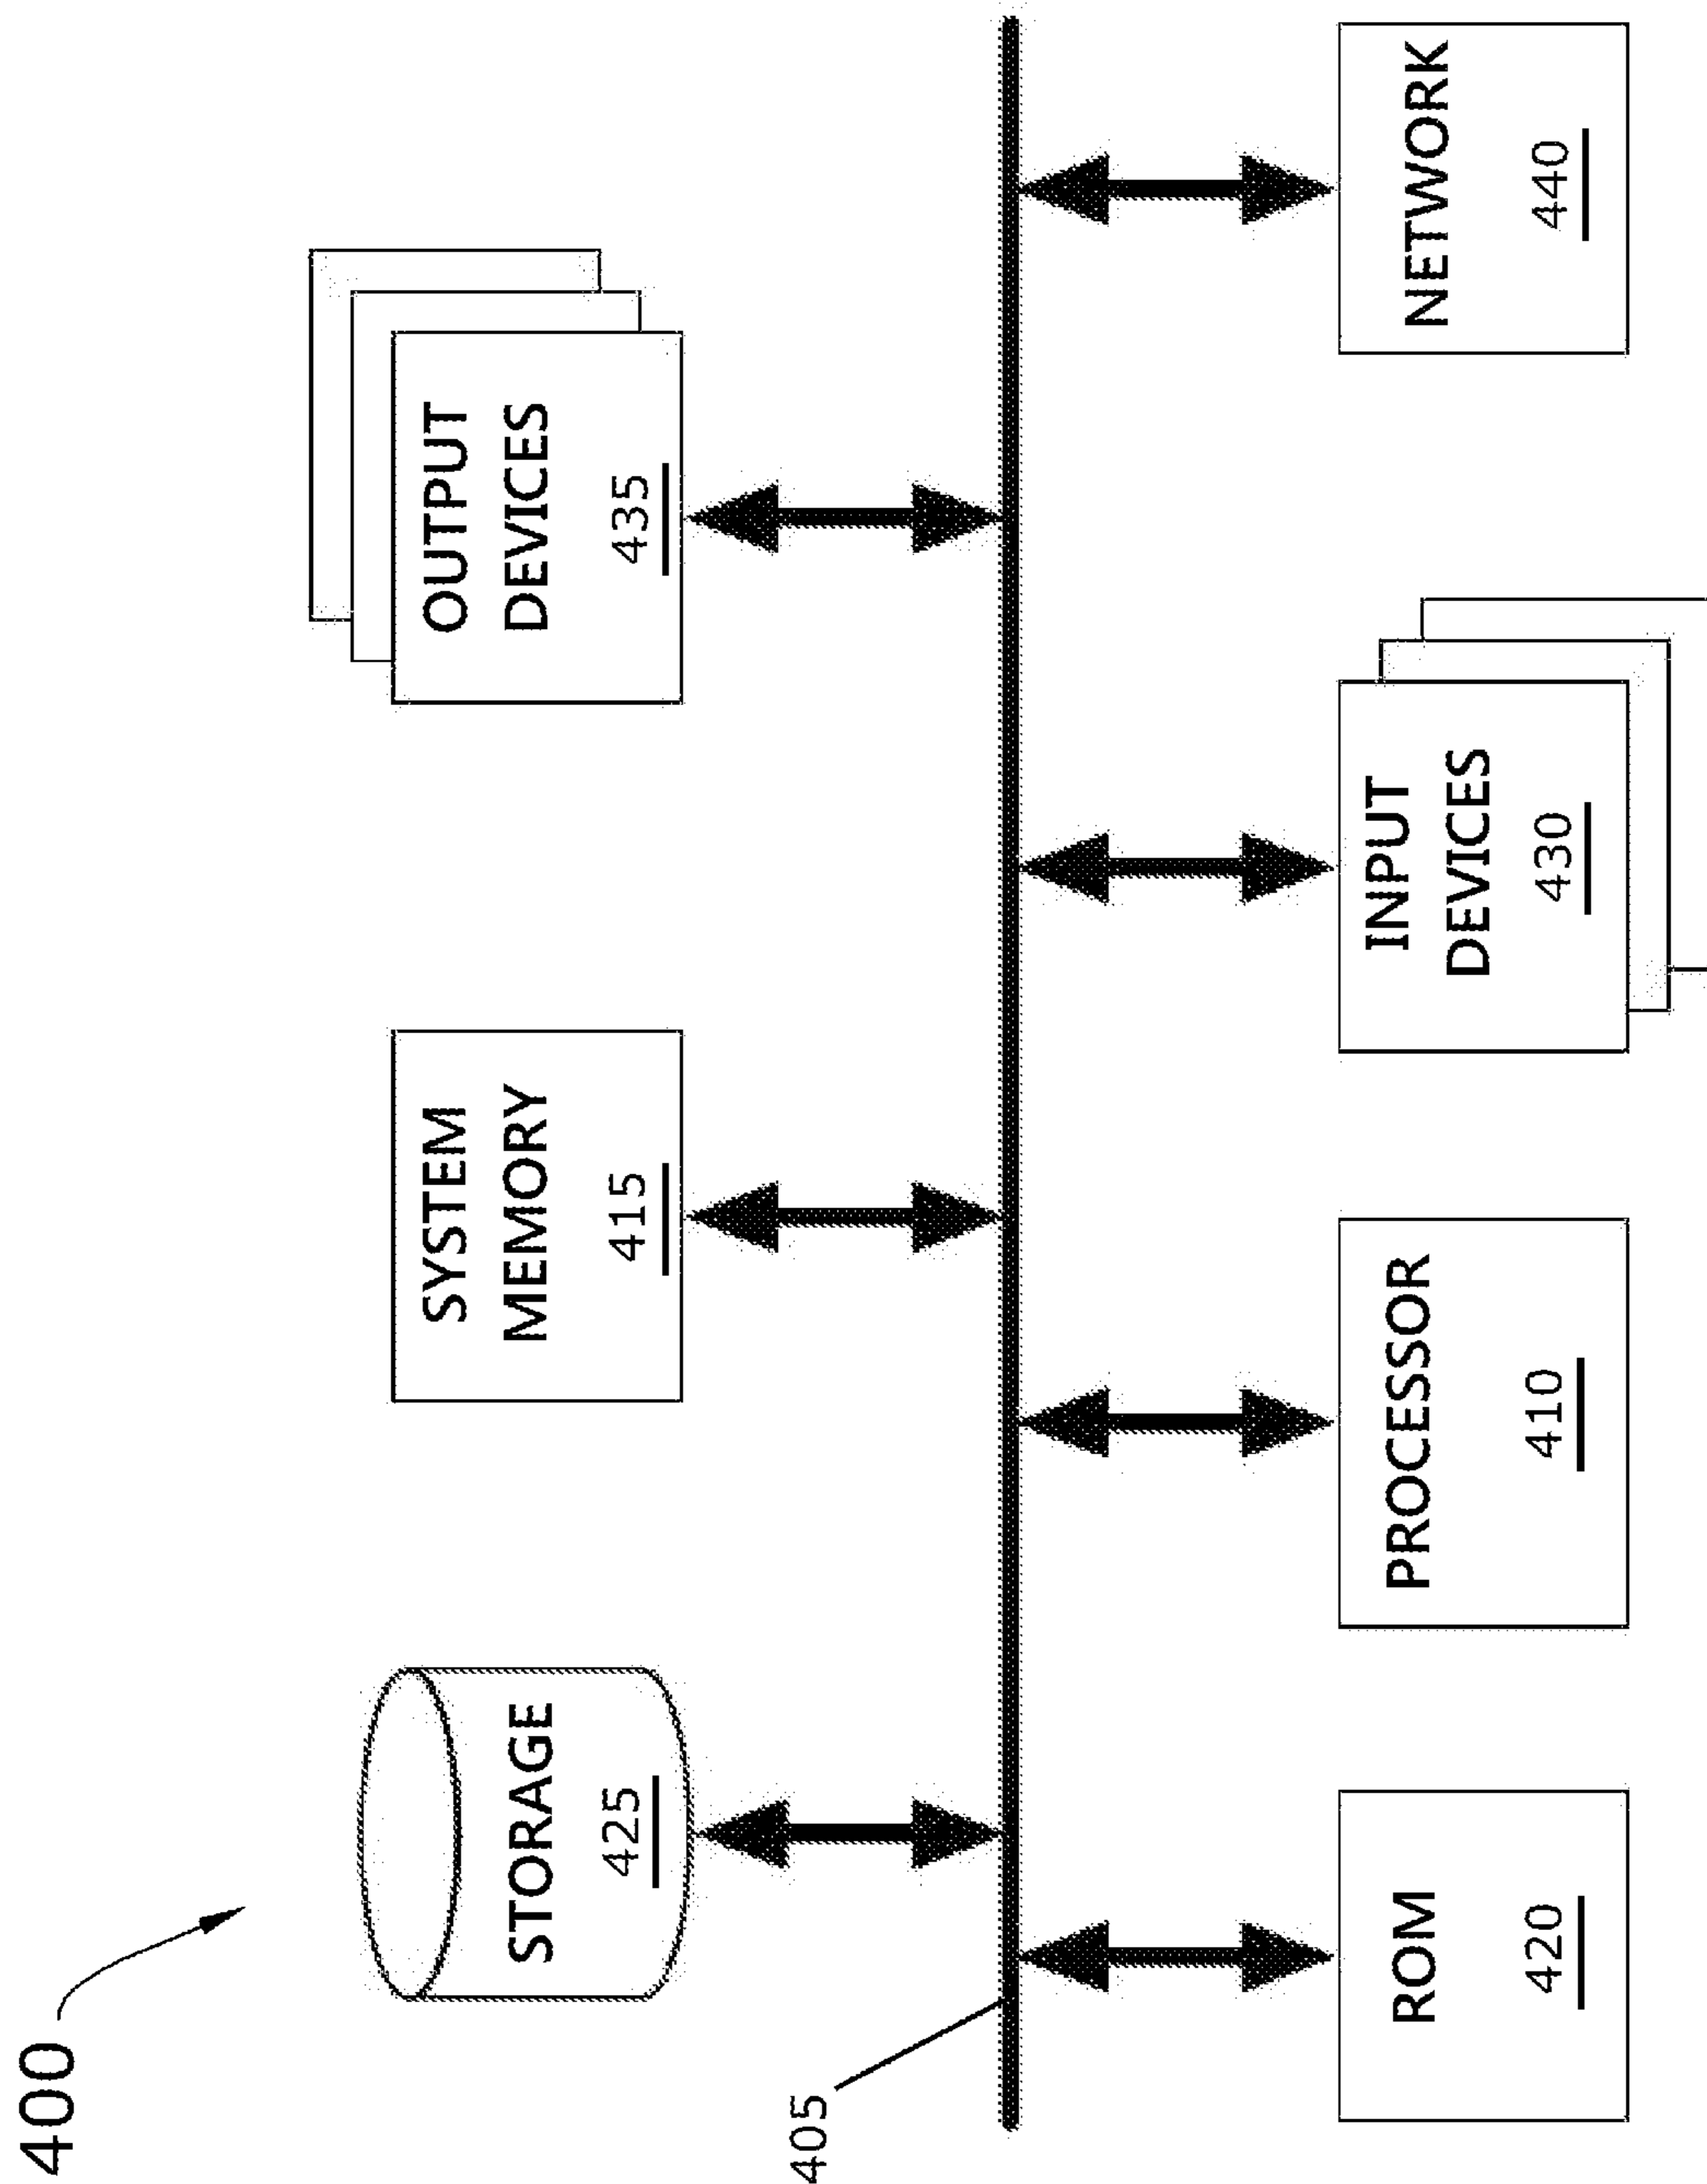 400
STORAGE
425
SYSTEM
MEMORY
415
OUTPUT
DEVICES
435
405
ROM
420
PROCESSOR
410
INPUT
DEVICES
430
NETWORK
440